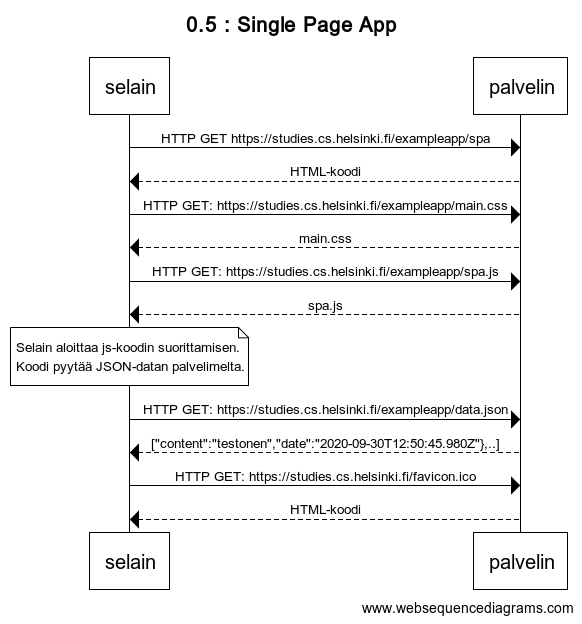 0.5 : Single Page App
selain
palvelin
HTTP GET https://studies.cs.helsinki.fi/exampleapp/spa
HTML-koodi
HTTP GET: https://studies.cs.helsinki.fi/exampleapp/main.css
main.css
HTTP GET: https://studies.cs.helsinki.fi/exampleapp/spa.js
spa.js
Selain aloittaa js-koodin suorittamisen.
Koodi pyytää JSON-datan palvelimelta.
HTTP GET: https://studies.cs.helsinki.fi/exampleapp/data.json
["content":"testonen","date":"2020-09-30T12:50:45.980Z"},..]
HTTP GET: https://studies.cs.helsinki.fi/favicon.ico
HTML-koodi
selain
palvelin
www.websequencediagrams.com